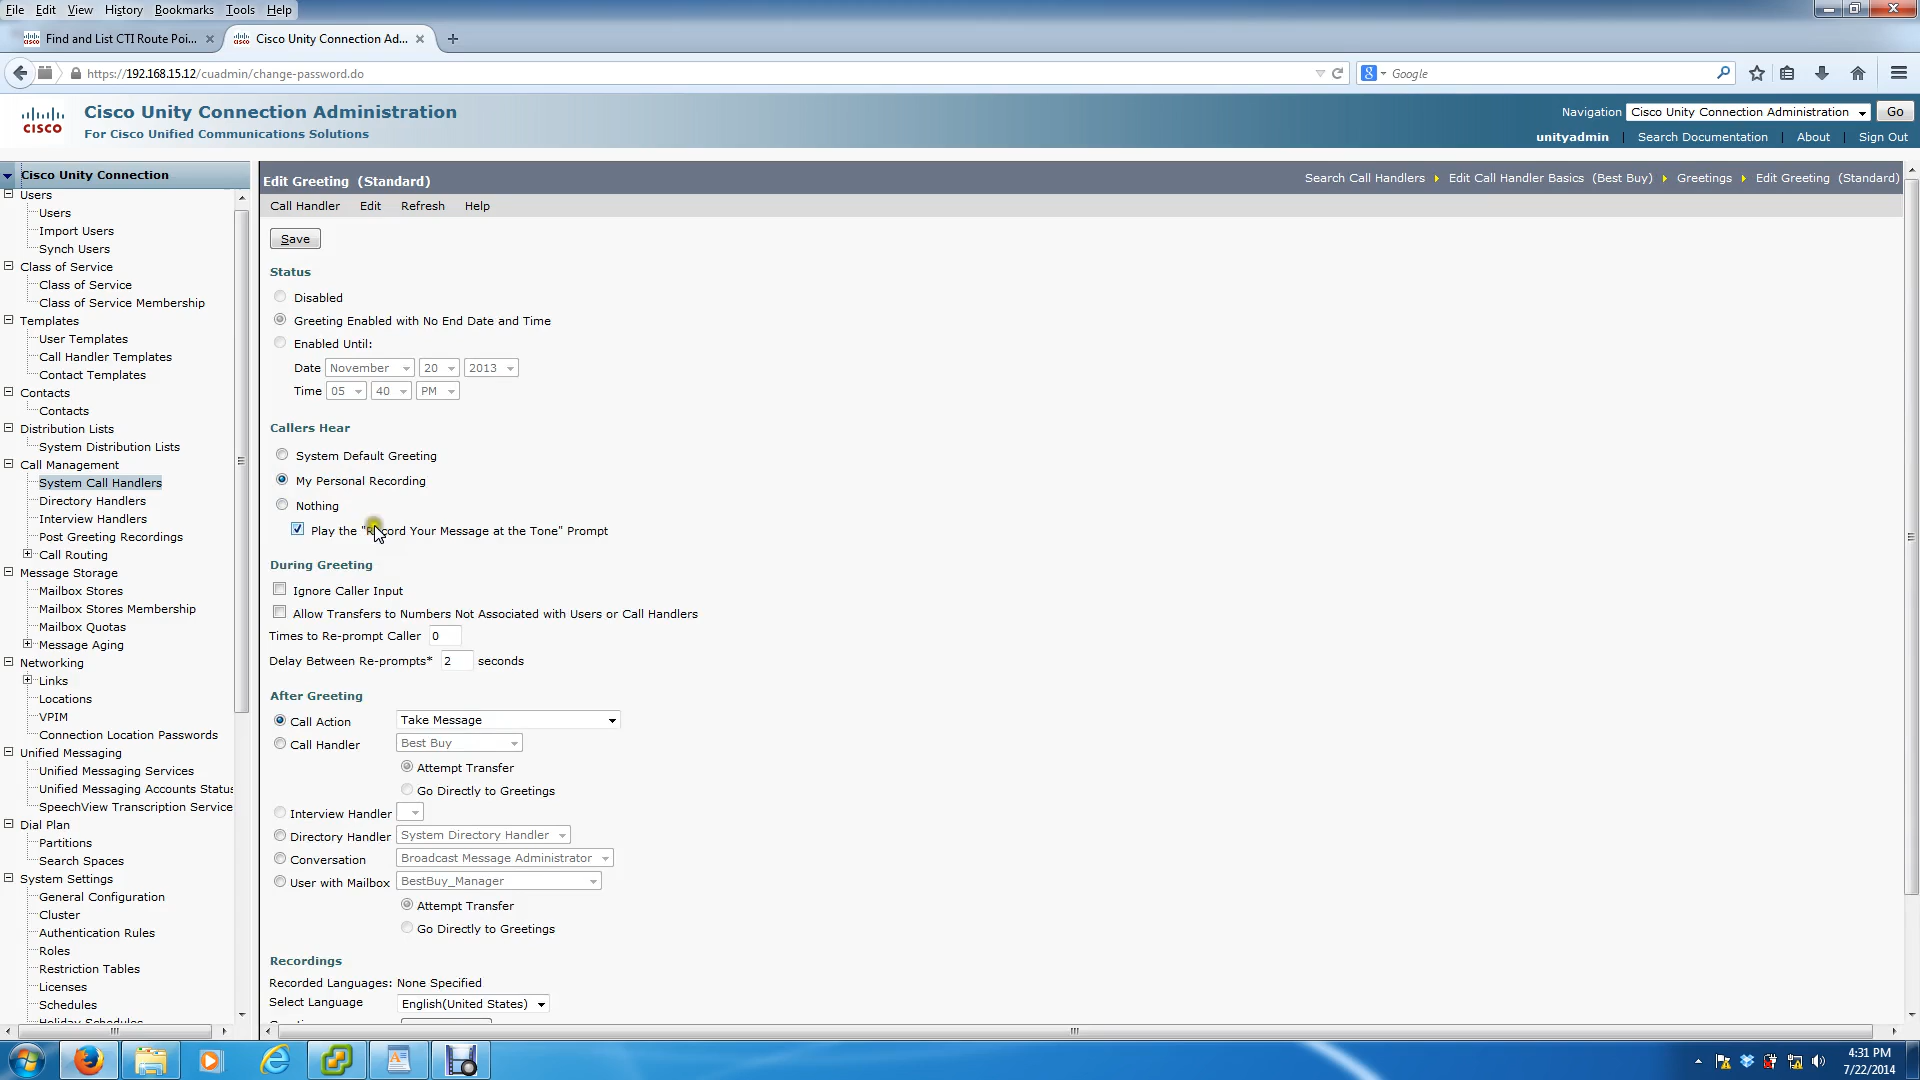 File Edit View History Bookmarks Tools Help
Find and List CTI Route Poi... × Cisco Unity Connection Ad... × +
https://192.168.15.12/cuadmin/change-password.do Google
cisco
Cisco Unity Connection Administration
For Cisco Unified Communications Solutions
Navigation Cisco Unity Connection Administration Go
unityadmin | Search Documentation | About | Sign Out
Cisco Unity Connection
Users
Users
Import Users
Synch Users
Class of Service
Class of Service
Class of Service Membership
Templates
User Templates
Call Handler Templates
Contact Templates
Contacts
Contacts
Distribution Lists
System Distribution Lists
Call Management
System Call Handlers
Directory Handlers
Interview Handlers
Post Greeting Recordings
Call Routing
Message Storage
Mailbox Stores
Mailbox Stores Membership
Mailbox Quotas
Message Aging
Networking
Links
Locations
VPIM
Connection Location Passwords
Unified Messaging
Unified Messaging Services
Unified Messaging Accounts Status
SpeechView Transcription Service
Dial Plan
Partitions
Search Spaces
System Settings
General Configuration
Cluster
Authentication Rules
Roles
Restriction Tables
Licenses
Schedules
Holiday Schedules
Edit Greeting (Standard)
Search Call Handlers Edit Call Handler Basics (Best Buy) Greetings Edit Greeting (Standard)
Call Handler Edit Refresh Help
Save
Status
Disabled
Greeting Enabled with No End Date and Time
Enabled Until:
Date November 20 2013
Time 05 40 PM
Callers Hear
System Default Greeting
My Personal Recording
Nothing
Play the "Record Your Message at the Tone" Prompt
During Greeting
Ignore Caller Input
Allow Transfers to Numbers Not Associated with Users or Call Handlers
Times to Re-prompt Caller 0
Delay Between Re-prompts* 2 seconds
After Greeting
Call Action Take Message
Call Handler Best Buy
Attempt Transfer
Go Directly to Greetings
Interview Handler
Directory Handler System Directory Handler
Conversation Broadcast Message Administrator
User with Mailbox BestBuy_Manager
Attempt Transfer
Go Directly to Greetings
Recordings
Recorded Languages: None Specified
Select Language English(United States)
4:31 PM
7/22/2014